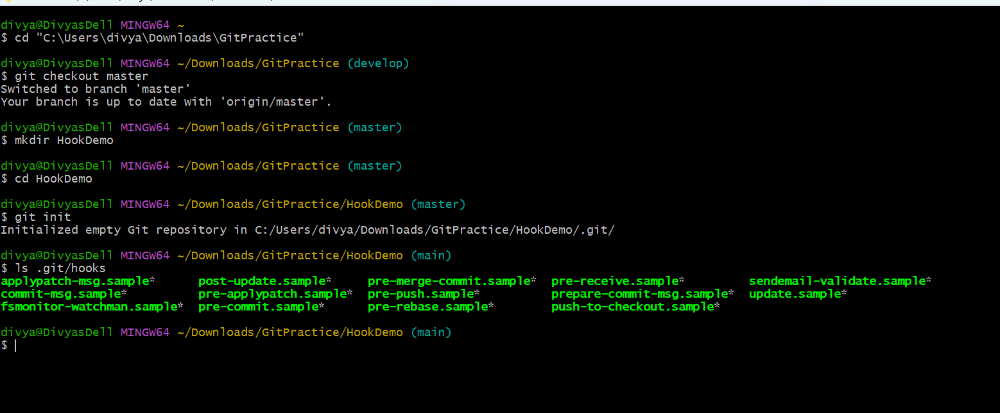 divya@DivyasDell MINGW64 ~
$ cd "C:\Users\divya\Downloads\GitPractice"
divya@DivyasDell MINGW64 ~/Downloads/GitPractice (develop)
$ git checkout master
Switched to branch 'master'
Your branch is up to date with 'origin/master'.
divya@DivyasDell MINGW64 ~/Downloads/GitPractice (master)
$ mkdir HookDemo
divya@DivyasDell MINGW64 ~/Downloads/GitPractice (master)
$ cd HookDemo
divya@DivyasDell MINGW64 ~/Downloads/GitPractice/HookDemo (master)
$ git init
Initialized empty Git repository in C:/Users/divya/Downloads/GitPractice/HookDemo/.git/
divya@DivyasDell MINGW64 ~/Downloads/GitPractice/HookDemo (main)
$ ls .git/hooks
applypatch-msg.sample* post-update.sample* pre-merge-commit.sample* pre-receive.sample* sendemail-validate.sample*
commit-msg.sample* pre-applypatch.sample* pre-push.sample* prepare-commit-msg.sample* update.sample*
fsmonitor-watchman.sample* pre-commit.sample* pre-rebase.sample* push-to-checkout.sample*
divya@DivyasDell MINGW64 ~/Downloads/GitPractice/HookDemo (main)
$